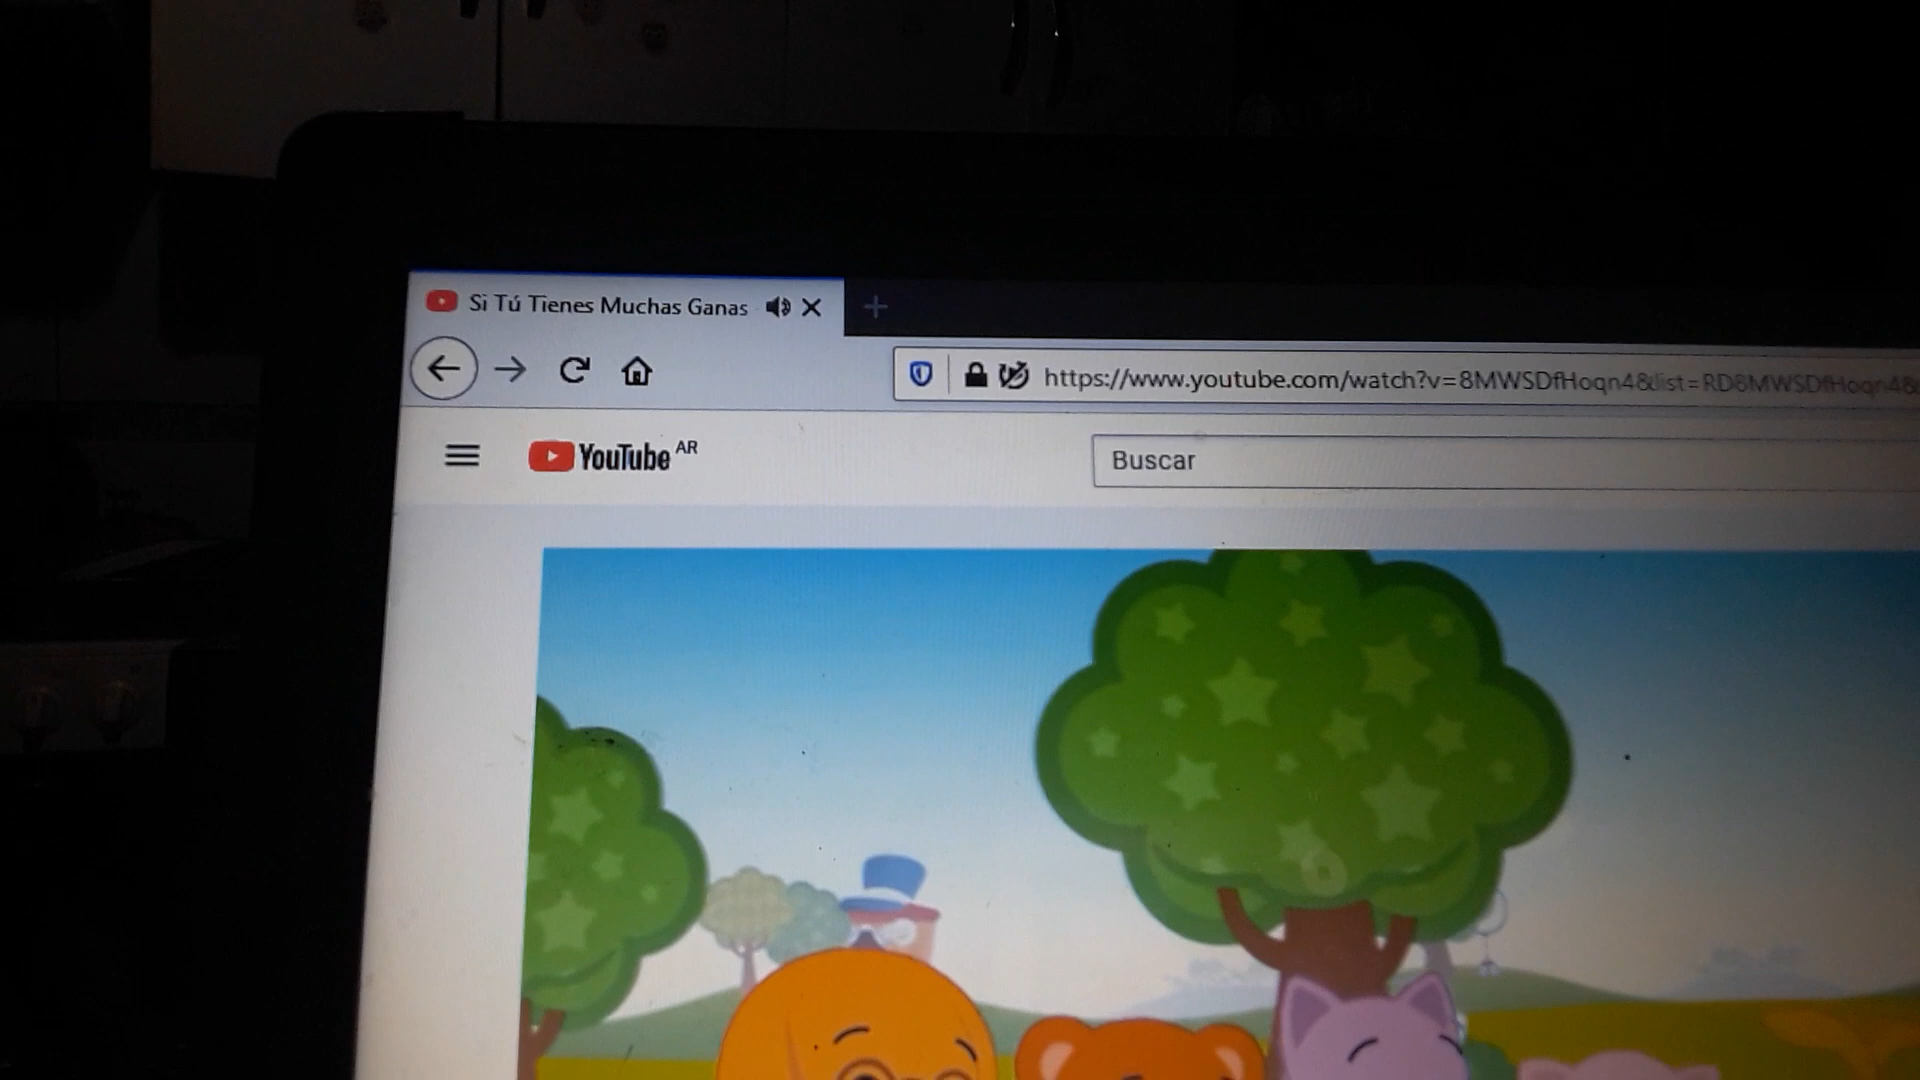 Si Tú Tienes Muchas Ganas
https://www.youtube.com/watch?v=8MWSDfHoqn4&list=RD8MWSDfHoqn4&
YouTube AR
Buscar